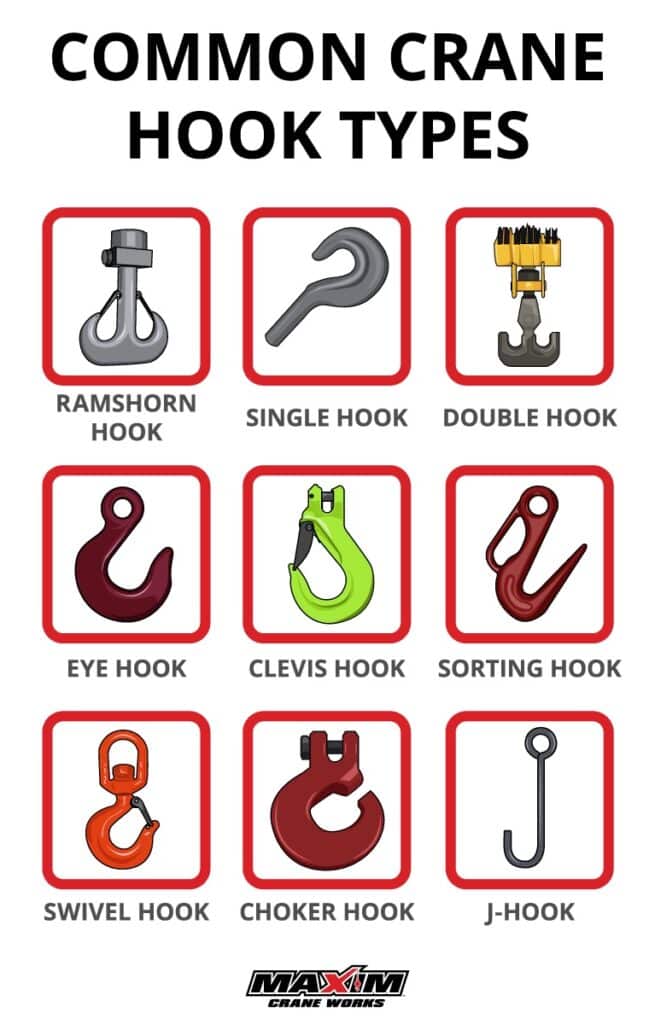 COMMON CRANE
HOOK TYPES
RAMSHORN
HOOK
SINGLE HOOK
DOUBLE HOOK
EYE HOOK
CLEVIS HOOK
SORTING HOOK
SWIVEL HOOK
CHOKER HOOK
J-HOOK
MAXIM
CRANE WORKS